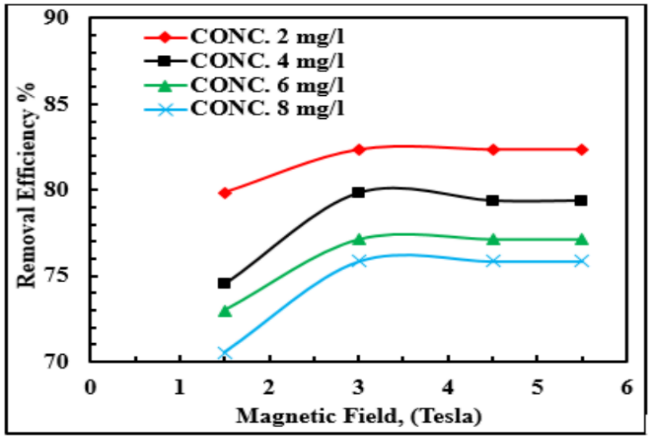 90
CONC. 2 mg/l
CONC. 4 mg/l
CONC. 6 mg/l
CONC. 8 mg/l
85
80
75
70
Removal Efficiency %
0 1 2 3 4 5 6
Magnetic Field, (Tesla)